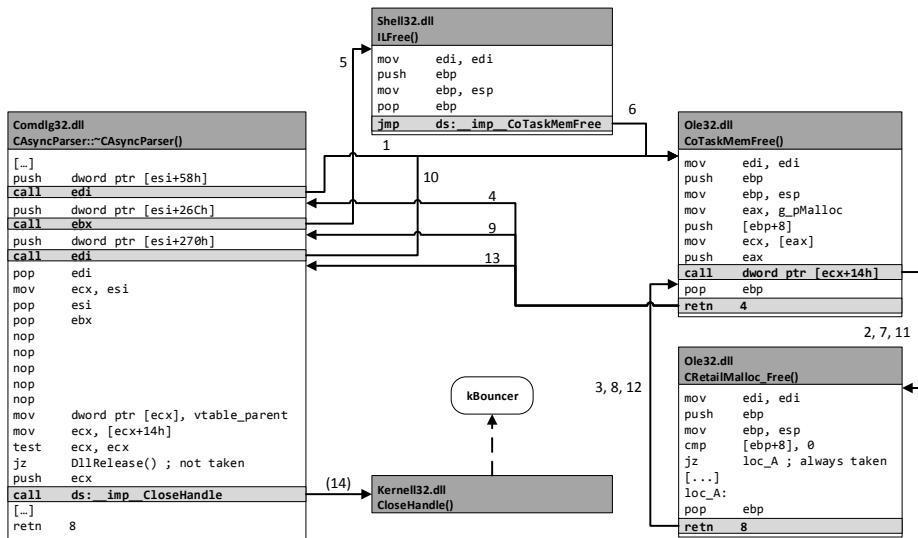 Shell32.dll
ILFree()
mov edi, edi
push ebp
mov ebp, esp
pop ebp
jmp ds:__imp__CoTaskMemFree
5
6
Comdlg32.dll
CAsyncParser::~CAsyncParser()
[…]
push dword ptr [esi+58h]
call edi
push dword ptr [esi+26Ch]
call ebx
push dword ptr [esi+270h]
call edi
pop edi
mov ecx, esi
pop esi
pop ebx
nop
nop
nop
nop
nop
mov dword ptr [ecx], vtable_parent
mov ecx, [ecx+14h]
test ecx, ecx
jz DllRelease() ; not taken
push ecx
call ds:__imp__CloseHandle
[…]
retn 8
1
10
4
9
13
Ole32.dll
CoTaskMemFree()
mov edi, edi
push ebp
mov ebp, esp
mov eax, g_pMalloc
push [ebp+8]
mov ecx, [eax]
push eax
call dword ptr [ecx+14h]
pop ebp
retn 4
2, 7, 11
3, 8, 12
Ole32.dll
CRetailMalloc_Free()
mov edi, edi
push ebp
mov ebp, esp
cmp [ebp+8], 0
jz loc_A ; always taken
[...]
loc_A:
pop ebp
retn 8
kBouncer
(14)
Kernell32.dll
CloseHandle()